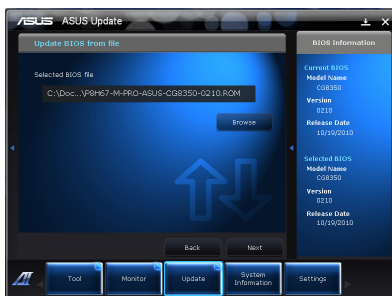 ASUS ASUS Update
Update BIOS from file
Selected BIOS file
C:\Doc...\P8H67-M-PRO-ASUS-CG8350-0210.ROM
Browse
Back
Next
BIOS Information
Current BIOS
Model Name
CG8350
Version
0210
Release Date
10/19/2010
Selected BIOS
Model Name
CG8350
Version
0210
Release Date
10/19/2010
Tool
Monitor
Update
System
Information
Settings